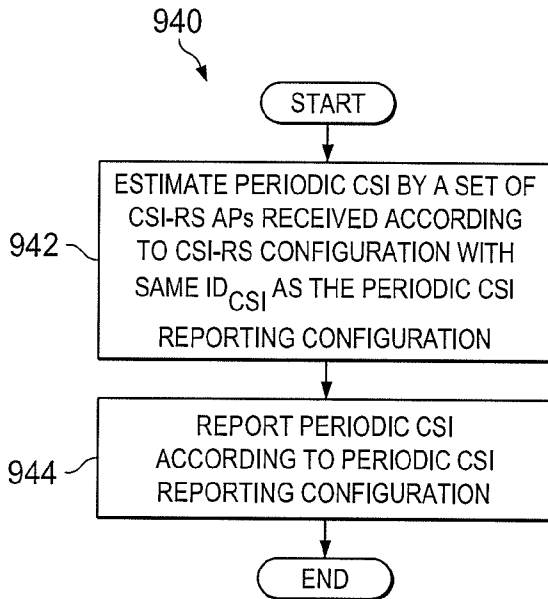 940
START
942
ESTIMATE PERIODIC CSI BY A SET OF
CSI-RS APs RECEIVED ACCORDING
TO CSI-RS CONFIGURATION WITH
SAME ID_CSI AS THE PERIODIC CSI
REPORTING CONFIGURATION
944
REPORT PERIODIC CSI
ACCORDING TO PERIODIC CSI
REPORTING CONFIGURATION
END